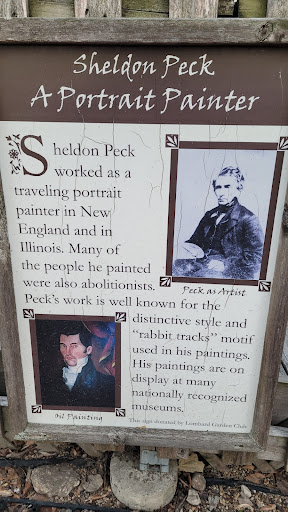 Sheldon Peck
A Portrait Painter
Sheldon Peck
worked as a
traveling portrait
painter in New
England and in
Illinois. Many of
the people he painted
were also abolitionists.
Peck as Artist
Peck's work is well known for the
distinctive style and
"rabbit tracks" motif
used in his paintings.
His paintings are on
display at many
nationally recognized
museums.
Oil Painting
This sign donated by Lombard Garden Club